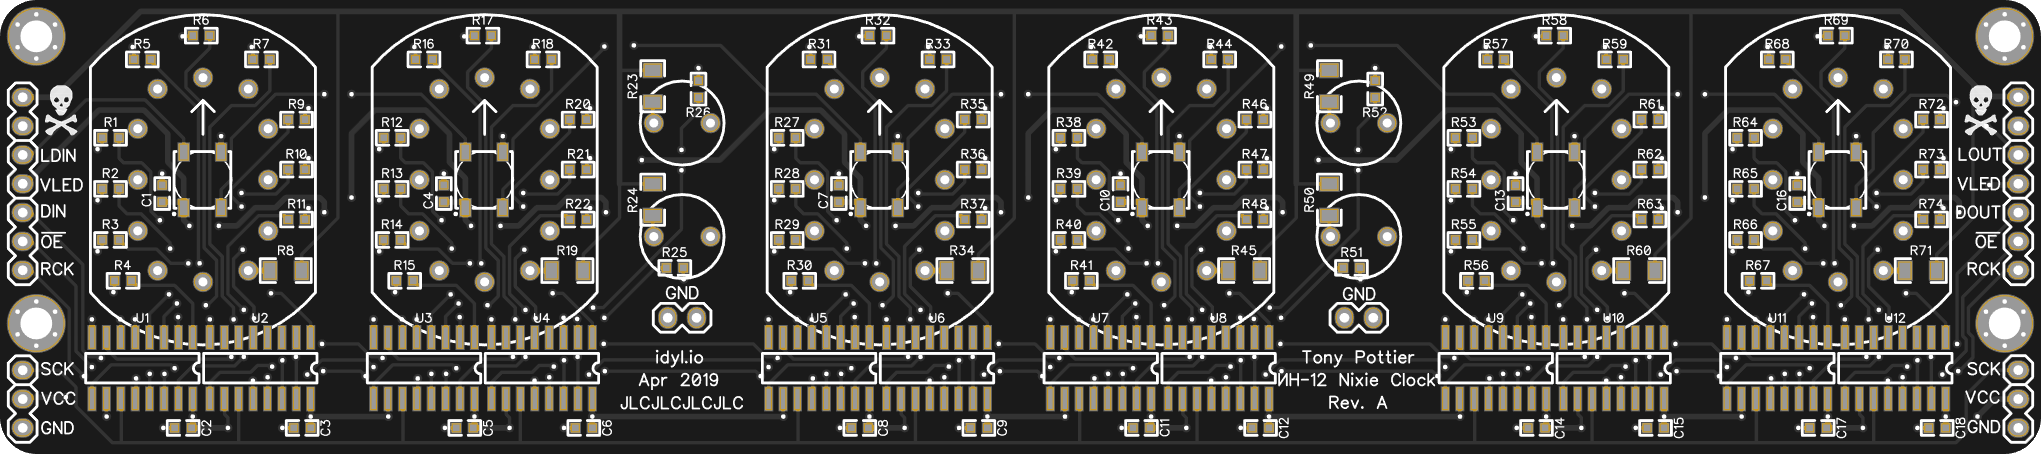 R6 R17 R32 R43 R58 R69
R5 R7 R16 R18 R31 R33 R42 R44 R57 R59 R68 R70
R23 R26 R49 R52
R9 R20 R35 R46 R61 R72
R1 R12 R27 R38 R53 R64
LDIN R10 R21 R36 R47 R62 R73 LOUT
VLED R2 C1 R13 C4 R28 C7 R39 C10 R54 C13 R65 C16 VLED
R24 R50
DIN R3 R11 R14 R22 R29 R37 R40 R48 R55 R63 R66 R74 DOUT
OE R8 R19 R25 R34 R45 R51 R60 R71 OE
RCK R4 R15 R30 R41 R56 R67 RCK
GND GND
U1 U2 U3 U4 U5 U6 U7 U8 U9 U10 U11 U12
idyl.io
Apr 2019
JLCJLCJLCJLC
Tony Pottier
ИН-12 Nixie Clock
Rev. A
SCK SCK
VCC VCC
GND C2 C3 C5 C6 C8 C9 C11 C12 C14 C15 C17 C18 GND